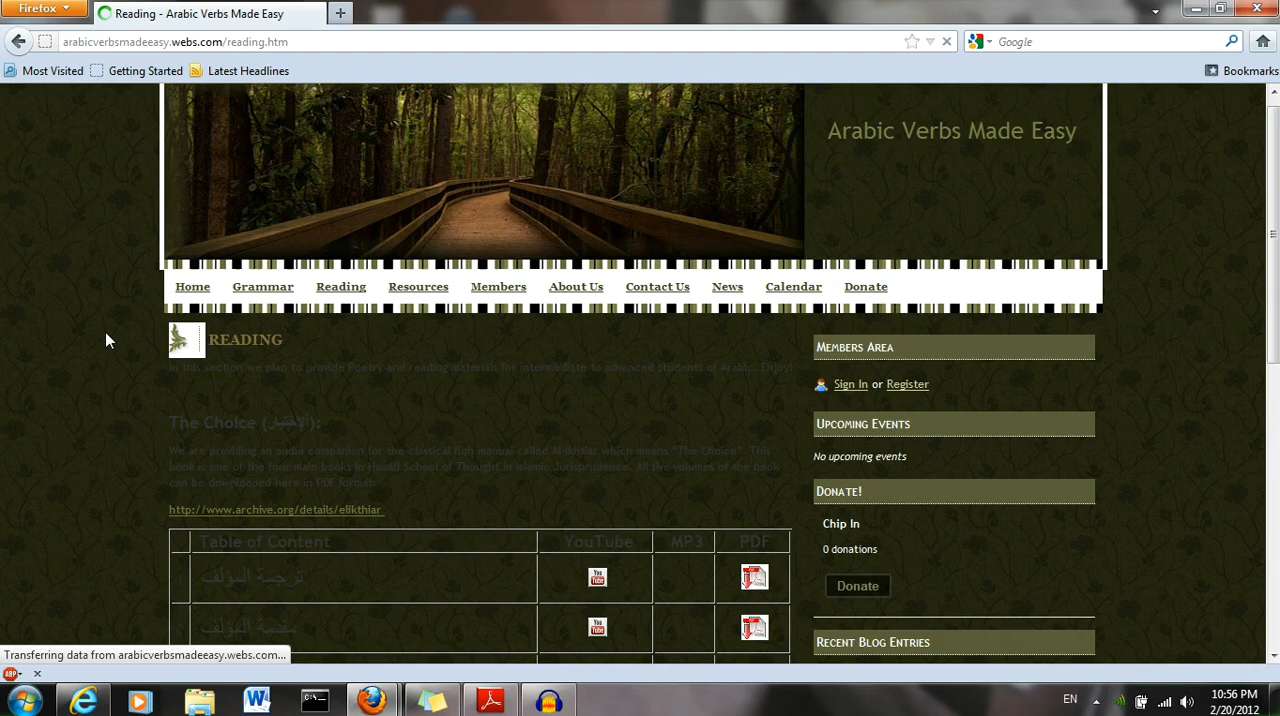 Firefox
Reading - Arabic Verbs Made Easy
arabicverbsmadeeasy.webs.com/reading.htm
Google
Most Visited
Getting Started
Latest Headlines
Bookmarks
Arabic Verbs Made Easy
Home Grammar Reading Resources Members About Us Contact Us News Calendar Donate
READING
In this section we plan to provide Poetry and reading materials for intermediate to advanced students of Arabic. Enjoy!
The Choice (الاختيار):
We are providing an audio companion for the classical fiqh manual called Al-Ikhtiar which means "The Choice". This
book is one of the four main books in Hanafi School of Thought in Islamic Jurisprudence. All five volumes of the book
can be downloaded here in PDF format:
http://www.archive.org/details/elikthiar
Table of Content YouTube MP3 PDF
ترجمة المؤلف
You Tube
مقدمة المؤلف
You Tube
Members Area
Sign In or Register
Upcoming Events
No upcoming events
Donate!
Chip In
0 donations
Donate
Recent Blog Entries
Transferring data from arabicverbsmadeeasy.webs.com...
ABP
EN
10:56 PM
2/20/2012